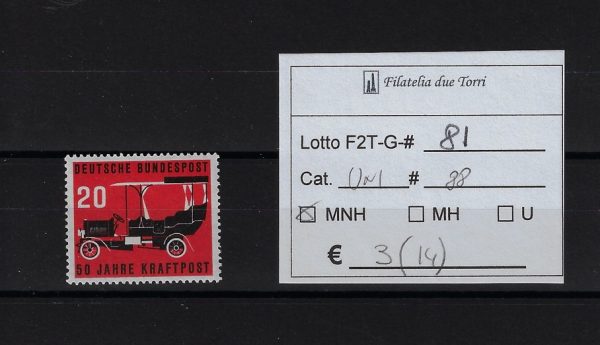 DEUTSCHE BUNDESPOST
20
50 JAHRE KRAFTPOST
Filatelia due Torri
Lotto F2T-G-# 81
Cat. UNI # 88
☒ MNH ☐ MH ☐ U
€ 3 (14)